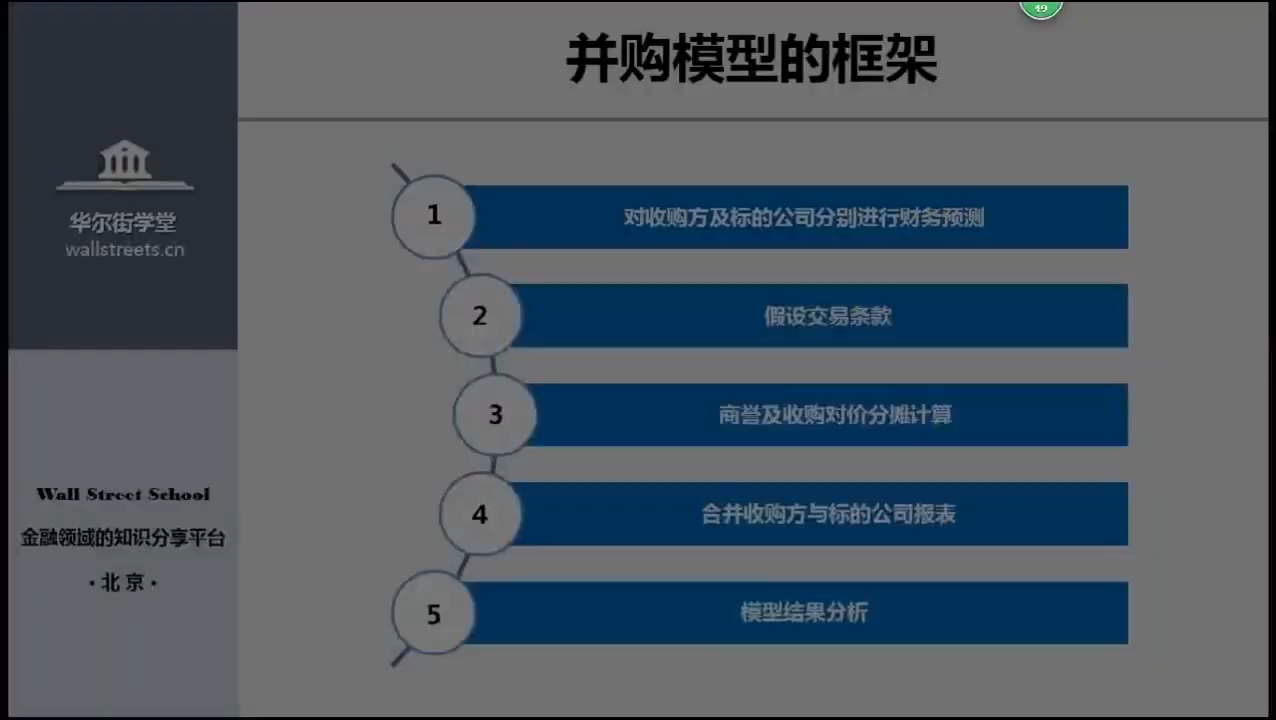 19
并购模型的框架
华尔街学堂
wallstreets.cn
1
对收购方及标的公司分别进行财务预测
2
假设交易条款
3
商誉及收购对价分摊计算
4
合并收购方与标的公司报表
5
模型结果分析
Wall Street School
金融领域的知识分享平台
·北京·